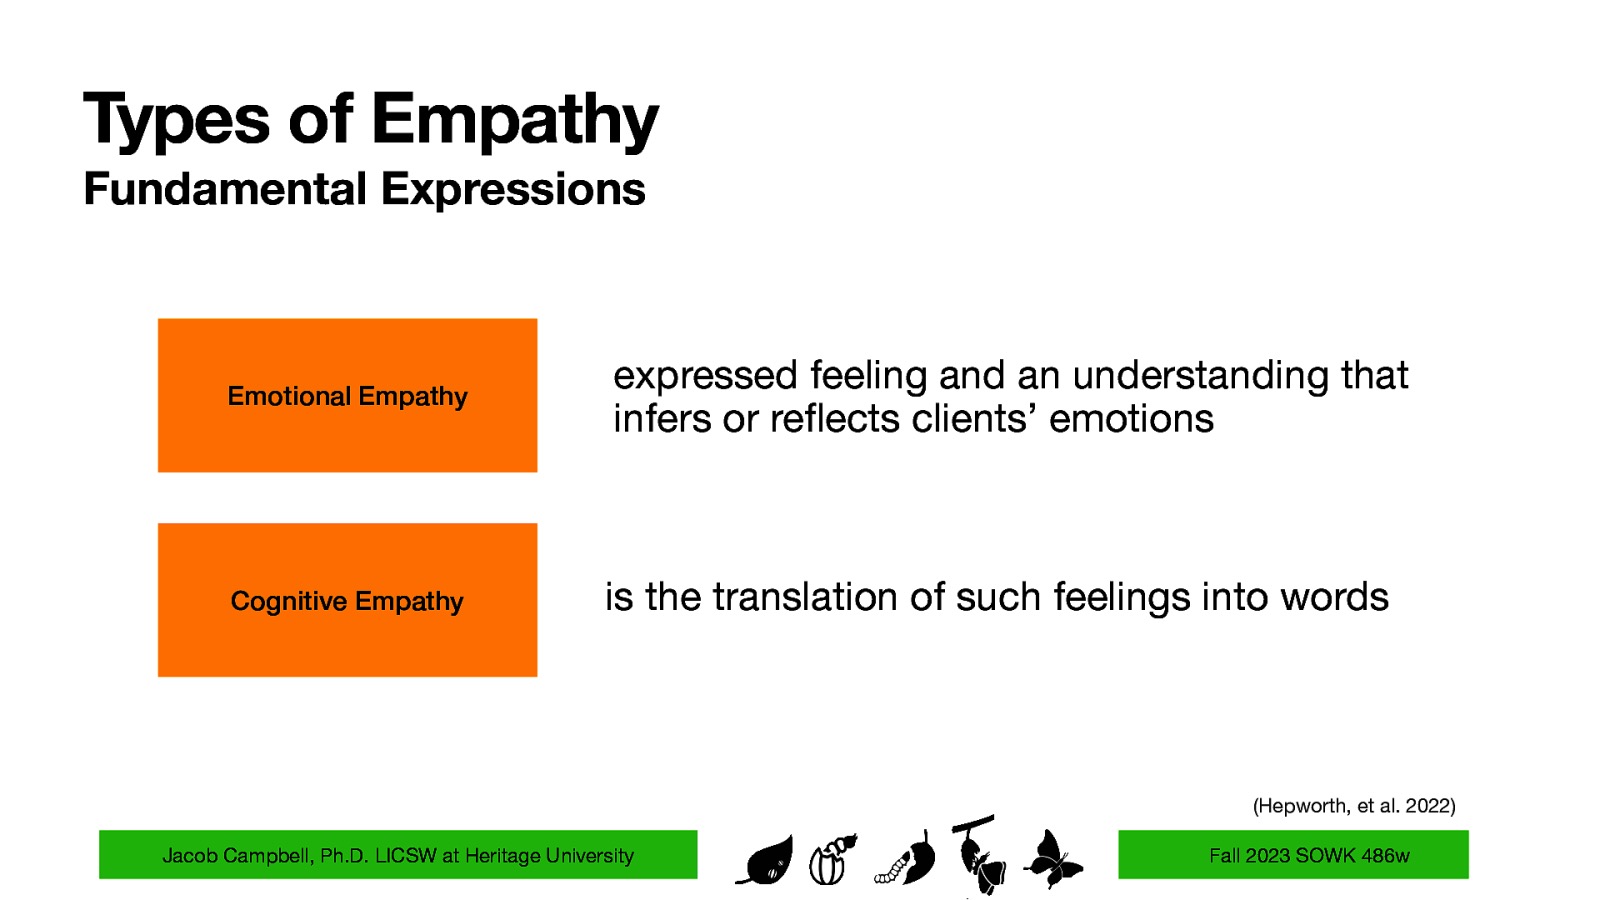 Types of Empathy
Fundamental Expressions
Emotional Empathy
expressed feeling and an understanding that
infers or reflects clients’ emotions
Cognitive Empathy
is the translation of such feelings into words
(Hepworth, et al. 2022)
Jacob Campbell, Ph.D. LICSW at Heritage University
Fall 2023 SOWK 486w